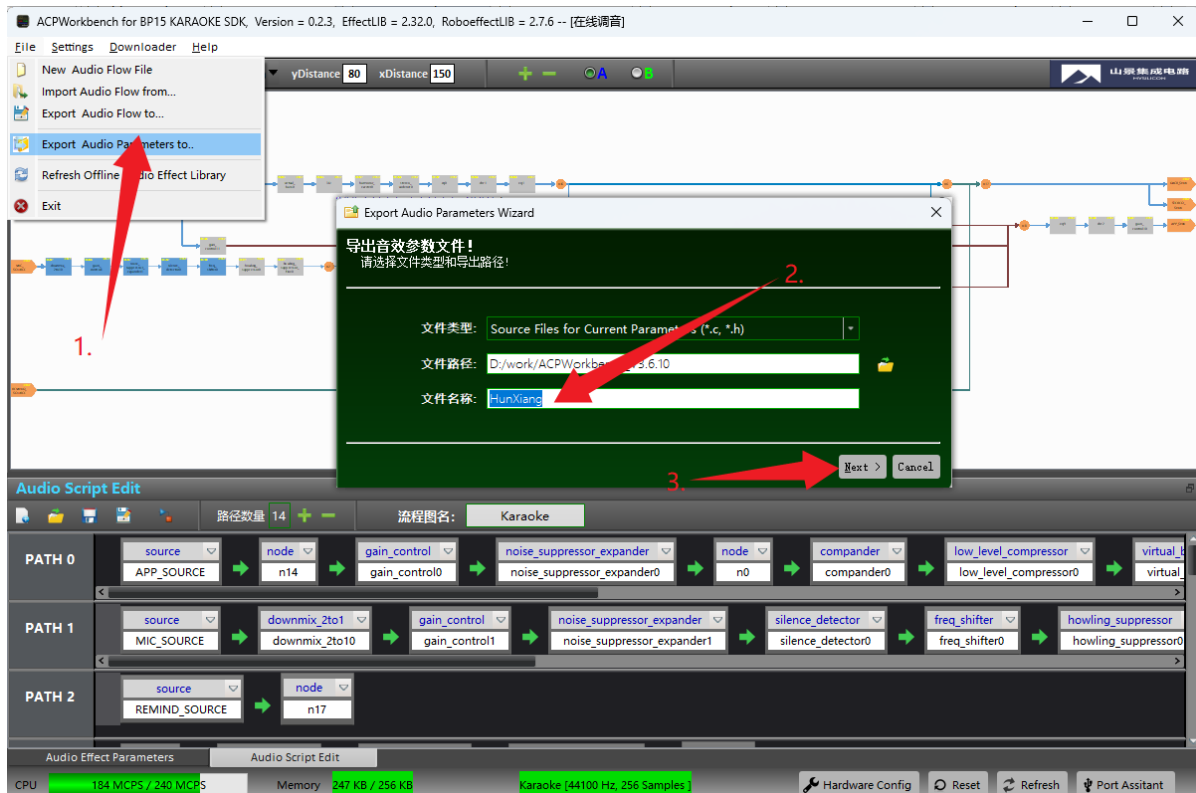 ACPWorkbench for BP15 KARAOKE SDK, Version = 0.2.3, EffectLIB = 2.32.0, RoboeffectLIB = 2.7.6 -- [在线调音]
File Settings Downloader Help
New Audio Flow File
Import Audio Flow from...
Export Audio Flow to...
Export Audio Parameters to..
Refresh Offline Audio Effect Library
Exit
yDistance 80 xDistance 150
A B
山景集成电路
1.
Export Audio Parameters Wizard
导出音效参数文件!
请选择文件类型和导出路径!
2.
文件类型: Source Files for Current Parameters (*.c, *.h)
文件路径: D:/work/ACPWorkbench_V3.6.10
文件名称: HunXiang
3.
Next > Cancel
Audio Script Edit
路径数量 14 流程图名: Karaoke
PATH 0
source node gain_control noise_suppressor_expander node compander low_level_compressor virtual_b
APP_SOURCE n14 gain_control0 noise_suppressor_expander0 n0 compander0 low_level_compressor0 virtual_
PATH 1
source downmix_2to1 gain_control noise_suppressor_expander silence_detector freq_shifter howling_suppressor
MIC_SOURCE downmix_2to10 gain_control1 noise_suppressor_expander1 silence_detector0 freq_shifter0 howling_suppressor0
PATH 2
source node
REMIND_SOURCE n17
Audio Effect Parameters Audio Script Edit
CPU 184 MCPS / 240 MCPS Memory 247 KB / 256 KB Karaoke [44100 Hz, 256 Samples ] Hardware Config Reset Refresh Port Assitant